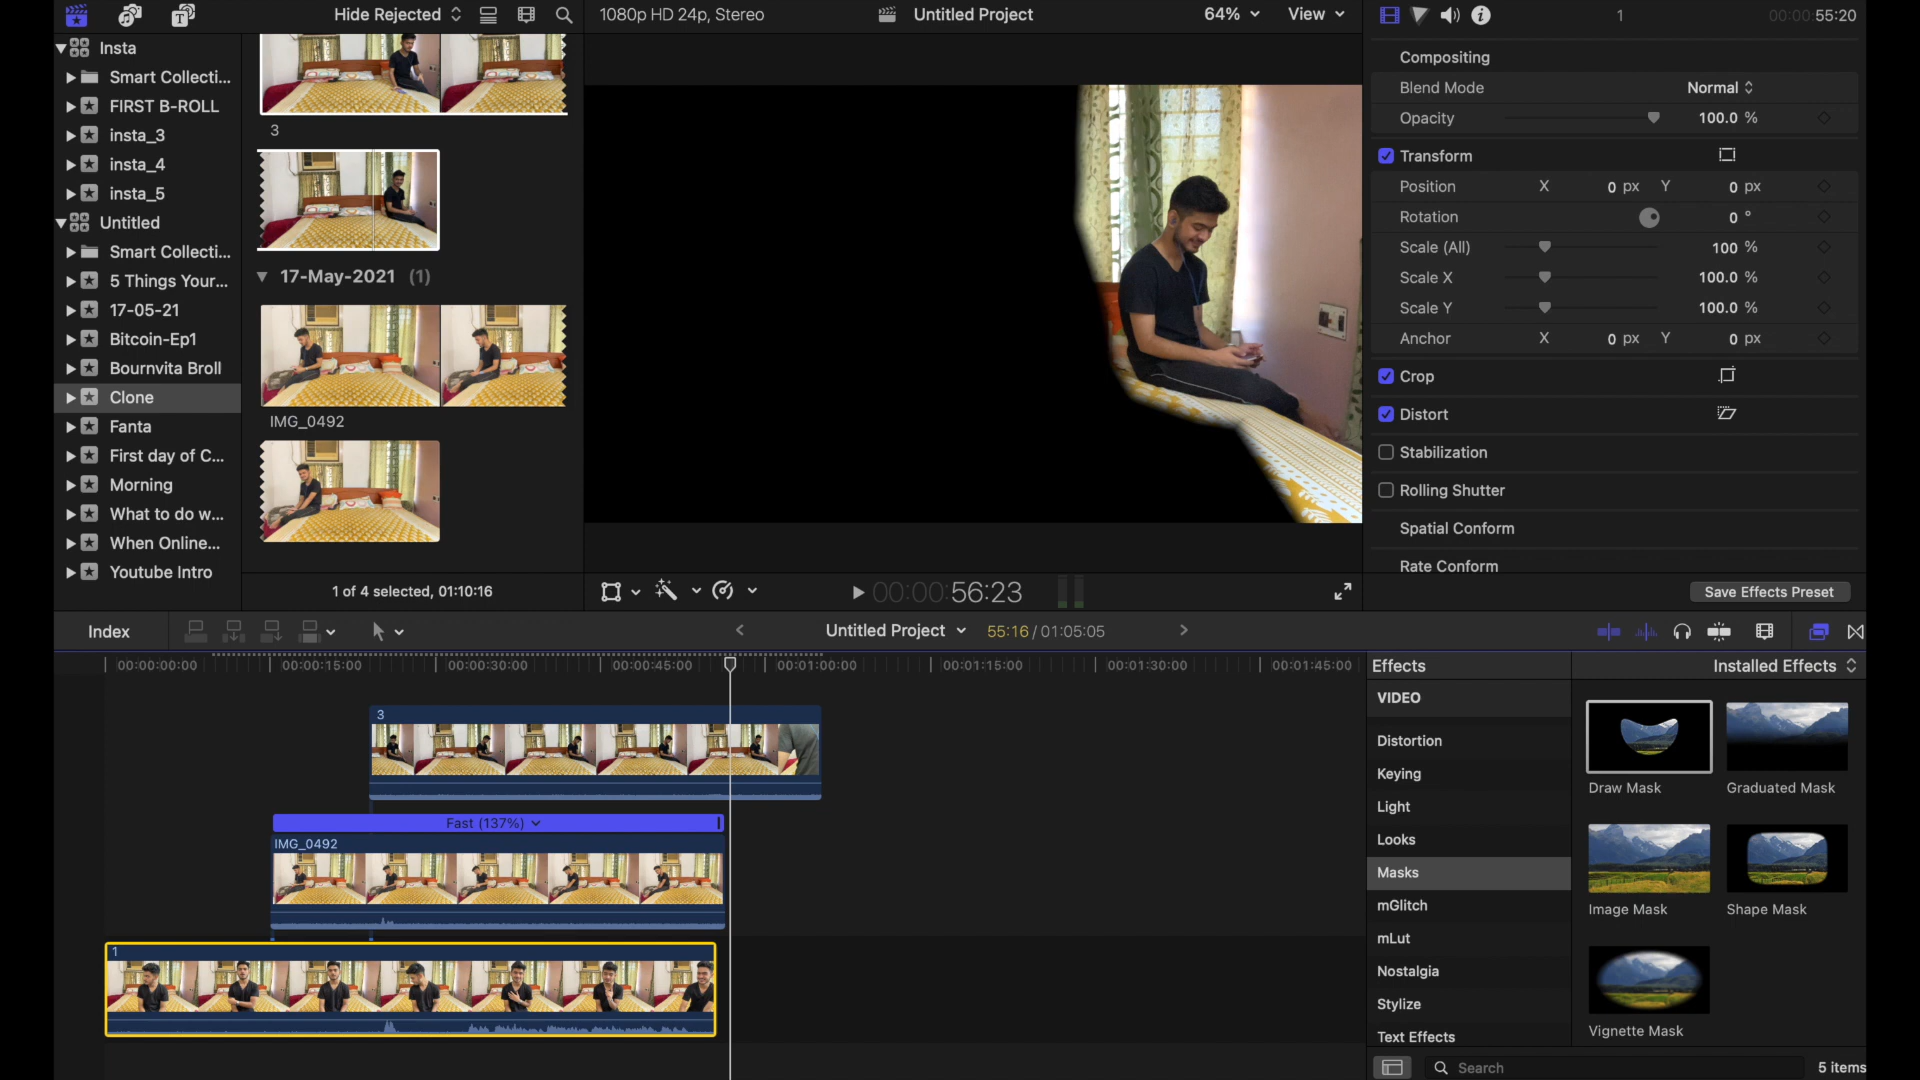 Hide Rejected
1080p HD 24p, Stereo
Untitled Project
64%
View
1
00:00:55:20
Insta
Smart Collecti...
FIRST B-ROLL
insta_3
insta_4
insta_5
Untitled
Smart Collecti...
5 Things Your...
17-05-21
Bitcoin-Ep1
Bournvita Broll
Clone
Fanta
First day of C...
Morning
What to do w...
When Online...
Youtube Intro
3
17-May-2021 (1)
IMG_0492
1 of 4 selected, 01:10:16
00:00:00:56:23
Compositing
Blend Mode Normal
Opacity 100.0 %
Transform
Position X 0 px Y 0 px
Rotation 0 °
Scale (All) 100 %
Scale X 100.0 %
Scale Y 100.0 %
Anchor X 0 px Y 0 px
Crop
Distort
Stabilization
Rolling Shutter
Spatial Conform
Rate Conform
Save Effects Preset
Index
Untitled Project 55:16 / 01:05:05
00:00:00:00 00:00:15:00 00:00:30:00 00:00:45:00 00:01:00:00 00:01:15:00 00:01:30:00 00:01:45:00
3
Fast (137%)
IMG_0492
1
Effects
Installed Effects
VIDEO
Distortion
Keying
Light
Looks
Masks
mGlitch
mLut
Nostalgia
Stylize
Text Effects
Draw Mask
Graduated Mask
Image Mask
Shape Mask
Vignette Mask
Search
5 items